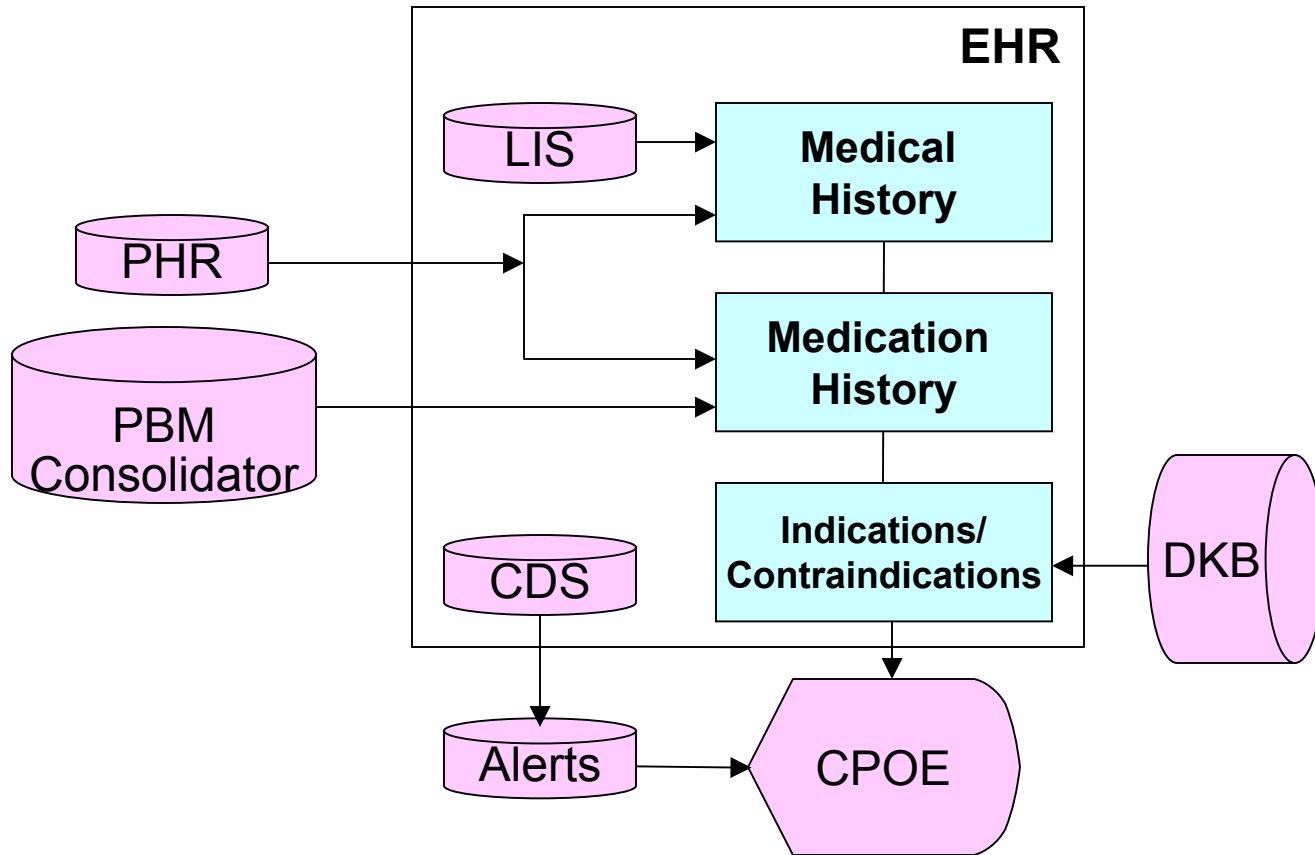 EHR
LIS
Medical
History
PHR
Medication
History
PBM
Consolidator
Indications/
Contraindications
DKB
CDS
Alerts
CPOE